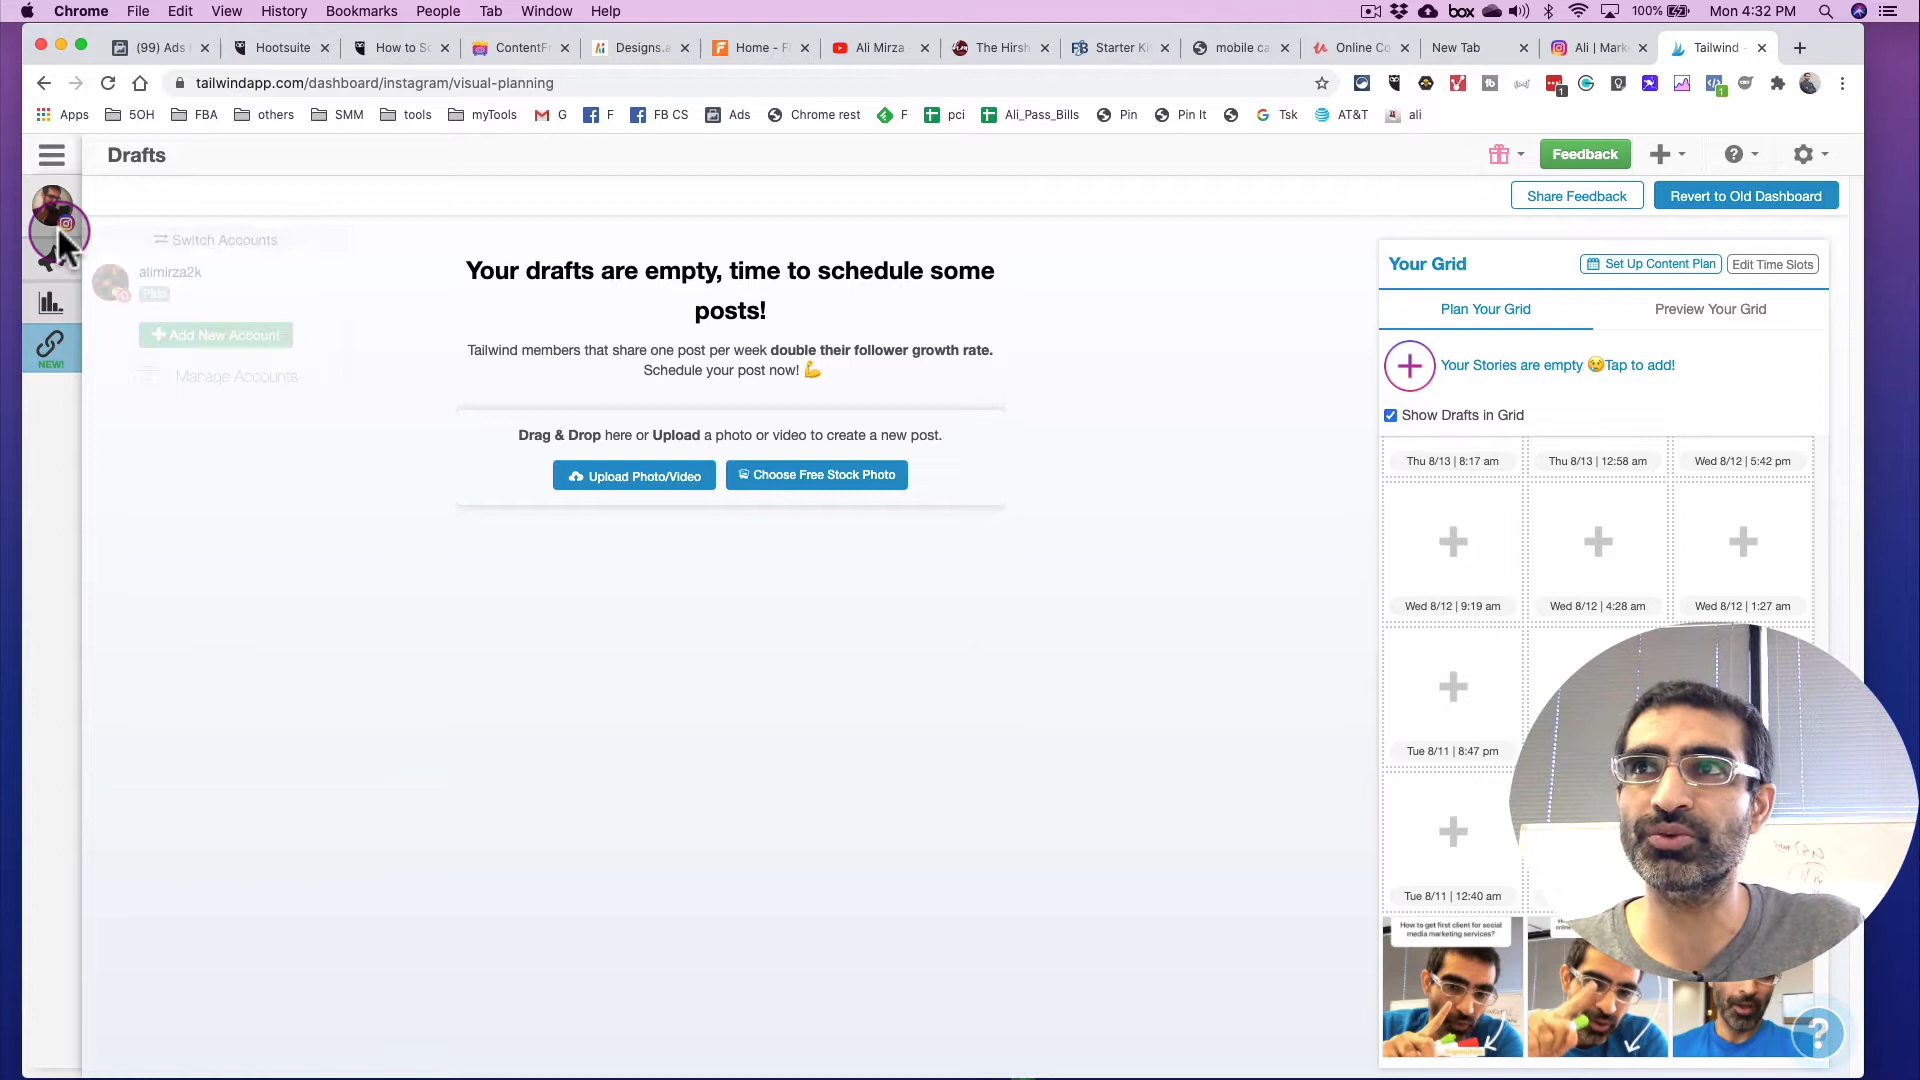 Chrome File Edit View History Bookmarks People Tab Window Help box 100% Mon 4:32 PM
(99) Ads Hootsuite How to Sc ContentFr Designs.a Home - Fi Ali Mirza The Hirsh Starter Ki mobile ca Online Co New Tab Ali | Mark Tailwind
tailwindapp.com/dashboard/instagram/visual-planning
Apps 5OH FBA others SMM tools myTools G F FB CS Ads Chrome rest F pci Ali_Pass_Bills Pin Pin It Tsk AT&T ali
Drafts
Feedback
Share Feedback Revert to Old Dashboard
Switch Accounts
alimirza2k
Plus
Add New Account
Manage Accounts
NEW!
Your drafts are empty, time to schedule some
posts!
Tailwind members that share one post per week double their follower growth rate.
Schedule your post now!
Drag & Drop here or Upload a photo or video to create a new post.
Upload Photo/Video Choose Free Stock Photo
Your Grid Set Up Content Plan Edit Time Slots
Plan Your Grid Preview Your Grid
Your Stories are empty Tap to add!
Show Drafts in Grid
Thu 8/13 | 8:17 am Thu 8/13 | 12:58 am Wed 8/12 | 5:42 pm
Wed 8/12 | 9:19 am Wed 8/12 | 4:28 am Wed 8/12 | 1:27 am
Tue 8/11 | 8:47 pm
Tue 8/11 | 12:40 am
How to get first client for social
media marketing services?